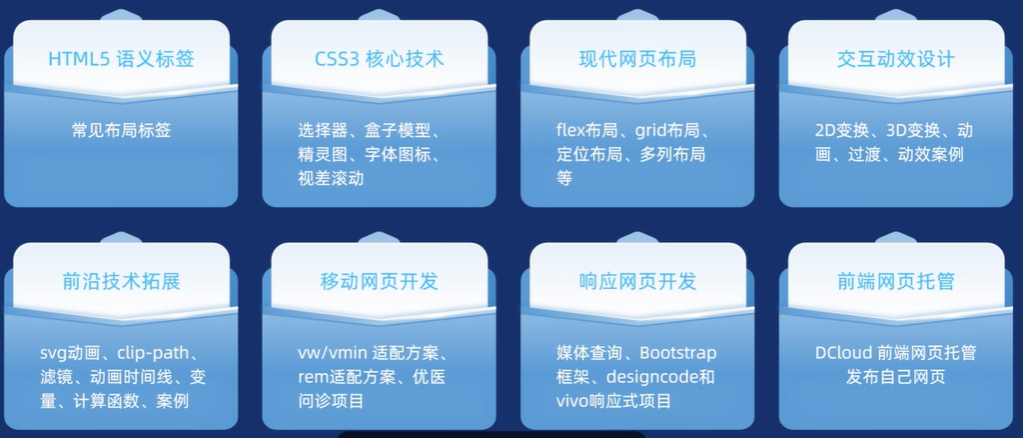 HTML5 语义标签
常见布局标签
CSS3 核心技术
选择器、盒子模型、
精灵图、字体图标、
视差滚动
现代网页布局
flex布局、grid布局、
定位布局、多列布局
等
交互动效设计
2D变换、3D变换、动
画、过渡、动效案例
前沿技术拓展
svg动画、clip-path、
滤镜、动画时间线、变
量、计算函数、案例
移动网页开发
vw/vmin 适配方案、
rem适配方案、优医
问诊项目
响应网页开发
媒体查询、Bootstrap
框架、designcode和
vivo响应式项目
前端网页托管
DCloud 前端网页托管
发布自己网页